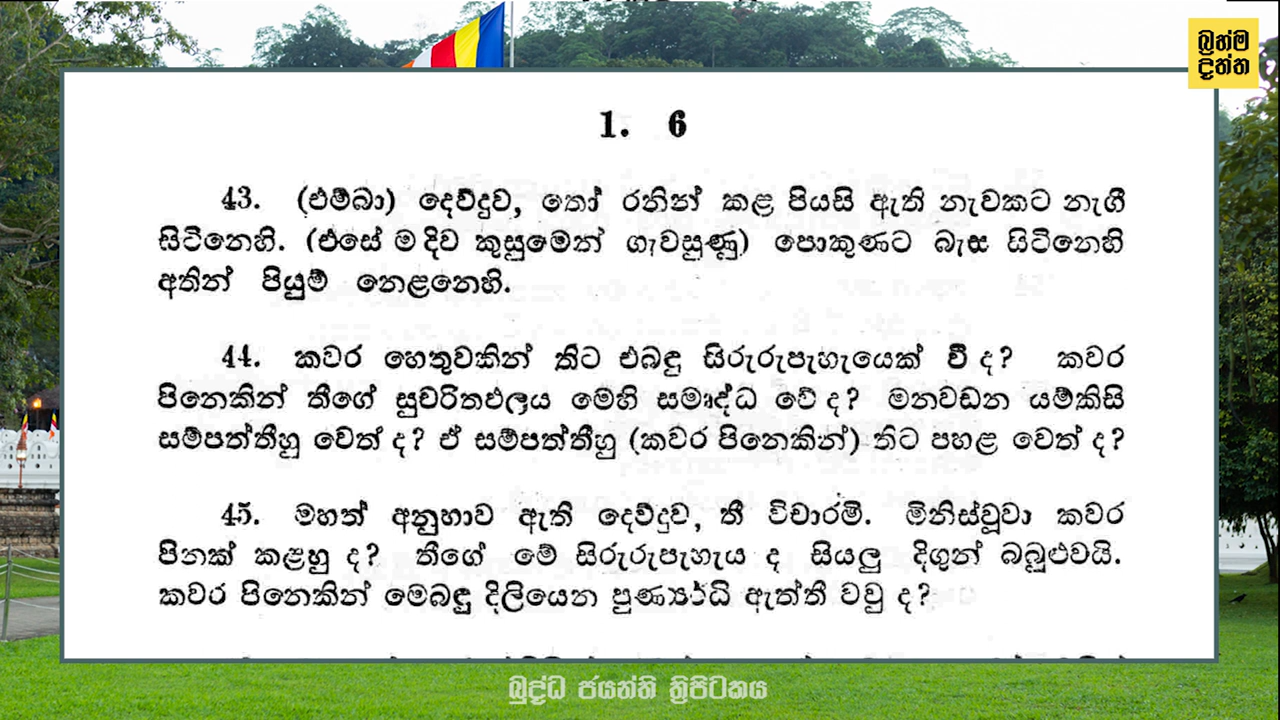 බ්‍රහ්ම
දත්ත
1. 6
43. (එම්බා) දෙව්දුව, තෝ රනින් කළ පියසි ඇති නැවකට නැගී
සිටිනෙහි. (එසේ ම දිව කුසුමෙන් ගැවසුණු) පොකුණට බැස සිටිනෙහි
අතින් පියුම් නෙළනෙහි.
44. කවර හෙතුවකින් තිට එබඳු සිරුරුපැහැයෙක් වී ද? කවර
පිනෙකින් තීගේ සුචරිතඵලය මෙහි සමෘද්ධ වේ ද? මනවඩන යම්කිසි
සම්පත්තීහු වෙත් ද? ඒ සම්පත්තීහු (කවර පිනෙකින්) තිට පහළ වෙත් ද?
45. මහත් අනුභාව ඇති දෙව්දුව, තී විචාරමි. මිනිස්වූවා කවර
පිනක් කළහු ද? තීගේ මේ සිරුරුපැහැය ද සියලු දිගුන් බබුළුවයි.
කවර පිනෙකින් මෙබඳු දිලියෙන පුණ්‍යර්ධි ඇත්තී වවු ද?
බුද්ධ ජයන්ති ත්‍රිපිටකය